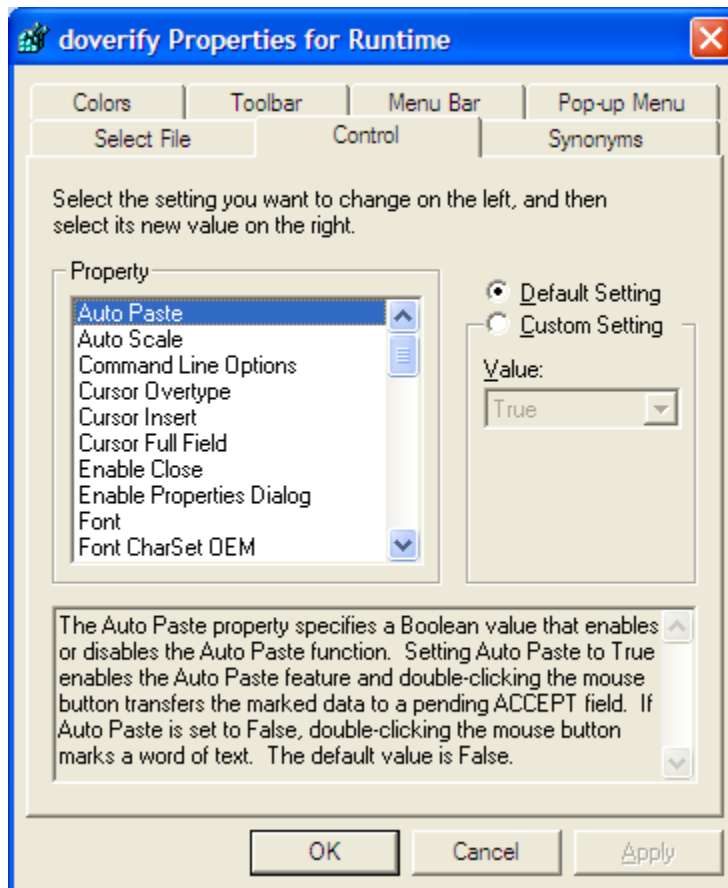 doverify Properties for Runtime
Colors Toolbar Menu Bar Pop-up Menu
Select File Control Synonyms
Select the setting you want to change on the left, and then
select its new value on the right.
Property
Auto Paste
Auto Scale
Command Line Options
Cursor Overtype
Cursor Insert
Cursor Full Field
Enable Close
Enable Properties Dialog
Font
Font CharSet OEM
Default Setting
Custom Setting
Value:
True
The Auto Paste property specifies a Boolean value that enables
or disables the Auto Paste function. Setting Auto Paste to True
enables the Auto Paste feature and double-clicking the mouse
button transfers the marked data to a pending ACCEPT field. If
Auto Paste is set to False, double-clicking the mouse button
marks a word of text. The default value is False.
OK Cancel Apply